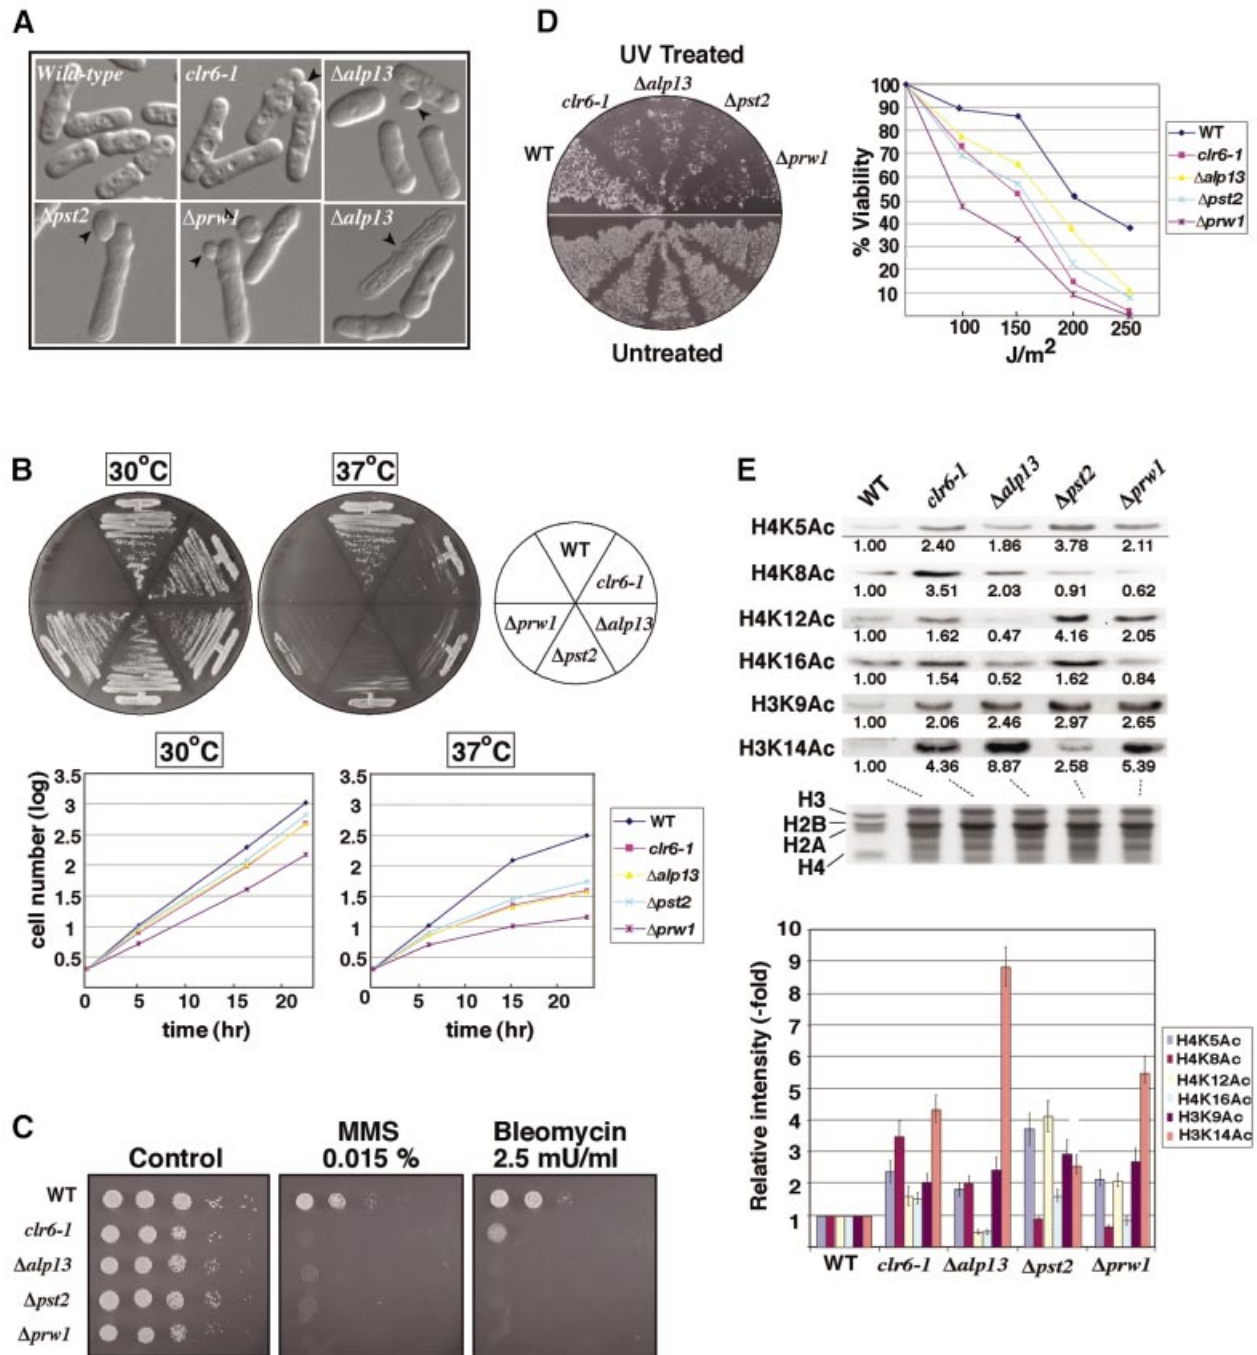 A
Wild-type clr6-1 Δalp13
Δpst2 Δprw1 Δalp13
D
UV Treated
WT clr6-1 Δalp13 Δpst2 Δprw1
Untreated
% Viability
100
90
80
70
60
50
40
30
20
10
100 150 200 250
J/m2
WT
clr6-1
Δalp13
Δpst2
Δprw1
B
30°C 37°C
WT
clr6-1
Δprw1 Δalp13
Δpst2
30°C 37°C
cell number (log)
3.5 3.5
3 3
2.5 2.5
2 2
1.5 1.5
1 1
0.5 0.5
0 5 10 15 20 0 5 10 15 20
time (hr) time (hr)
WT
clr6-1
Δalp13
Δpst2
Δprw1
C
Control MMS 0.015 % Bleomycin 2.5 mU/ml
WT
clr6-1
Δalp13
Δpst2
Δprw1
E
WT clr6-1 Δalp13 Δpst2 Δprw1
H4K5Ac
1.00 2.40 1.86 3.78 2.11
H4K8Ac
1.00 3.51 2.03 0.91 0.62
H4K12Ac
1.00 1.62 0.47 4.16 2.05
H4K16Ac
1.00 1.54 0.52 1.62 0.84
H3K9Ac
1.00 2.06 2.46 2.97 2.65
H3K14Ac
1.00 4.36 8.87 2.58 5.39
H3
H2B
H2A
H4
Relative intensity (-fold)
10
9
8
7
6
5
4
3
2
1
WT clr6-1 Δalp13 Δpst2 Δprw1
H4K5Ac
H4K8Ac
H4K12Ac
H4K16Ac
H3K9Ac
H3K14Ac